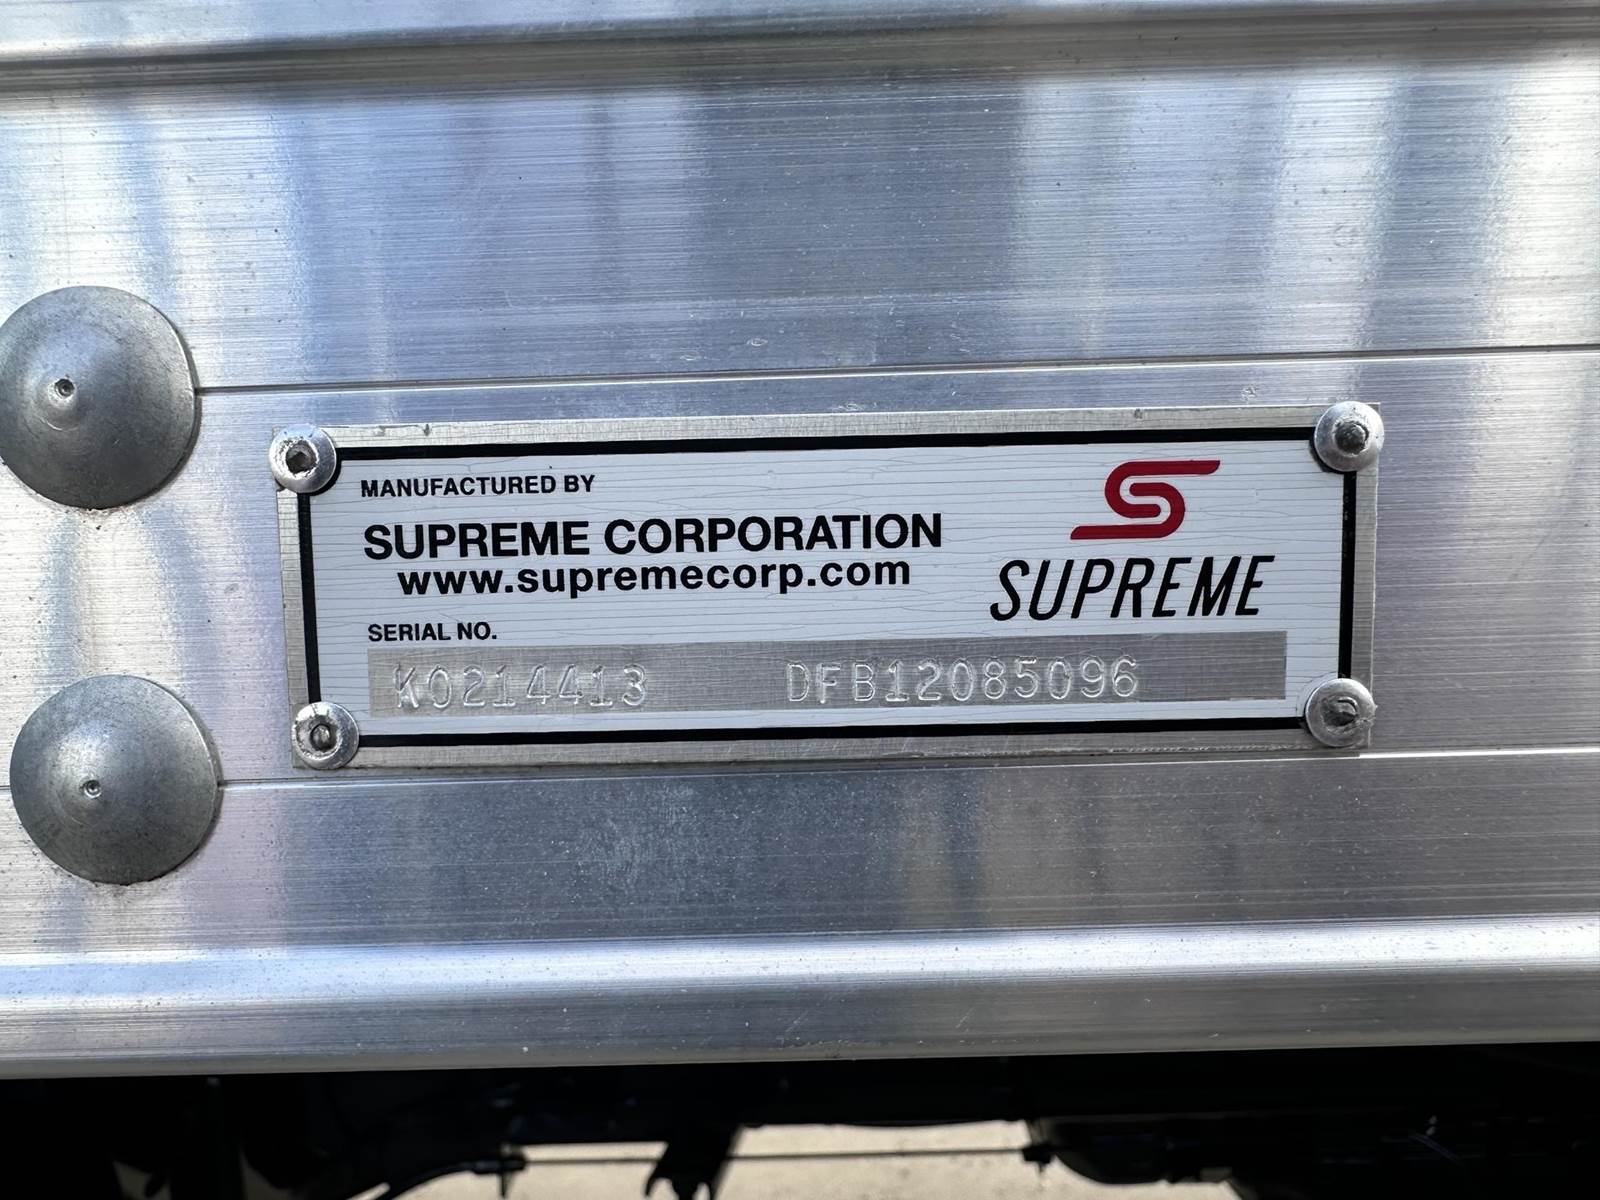 MANUFACTURED BY
SUPREME CORPORATION
www.supremecorp.com
SUPREME
SERIAL NO.
K0214413 DFB12085096